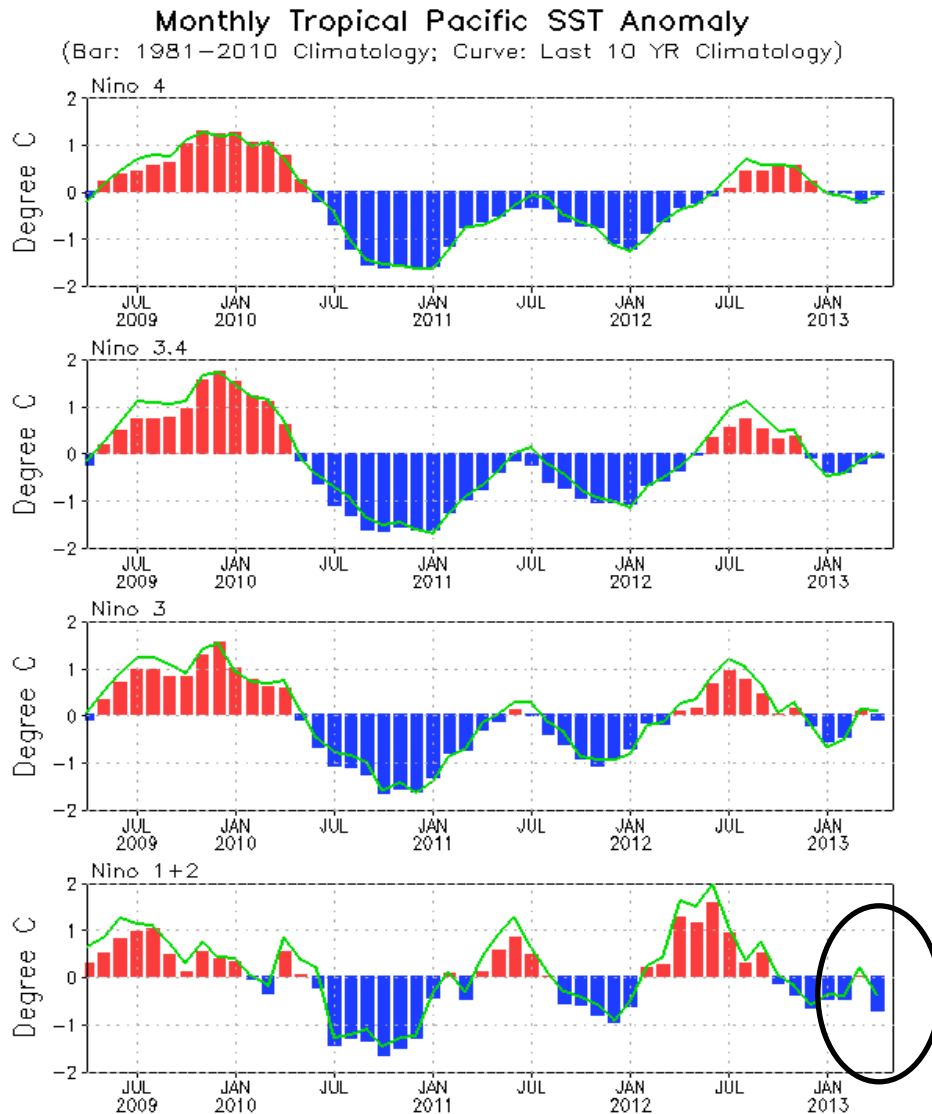 Monthly Tropical Pacific SST Anomaly
(Bar: 1981-2010 Climatology; Curve: Last 10 YR Climatology)
Nino 4
Degree C
2
1
0
-1
-2
JUL JAN JUL JAN JUL JAN JUL JAN
2009 2010 2011 2012 2013
Nino 3.4
Degree C
2
1
0
-1
-2
JUL JAN JUL JAN JUL JAN JUL JAN
2009 2010 2011 2012 2013
Nino 3
Degree C
2
1
0
-1
-2
JUL JAN JUL JAN JUL JAN JUL JAN
2009 2010 2011 2012 2013
Nino 1+2
Degree C
2
1
0
-1
-2
JUL JAN JUL JAN JUL JAN JUL JAN
2009 2010 2011 2012 2013